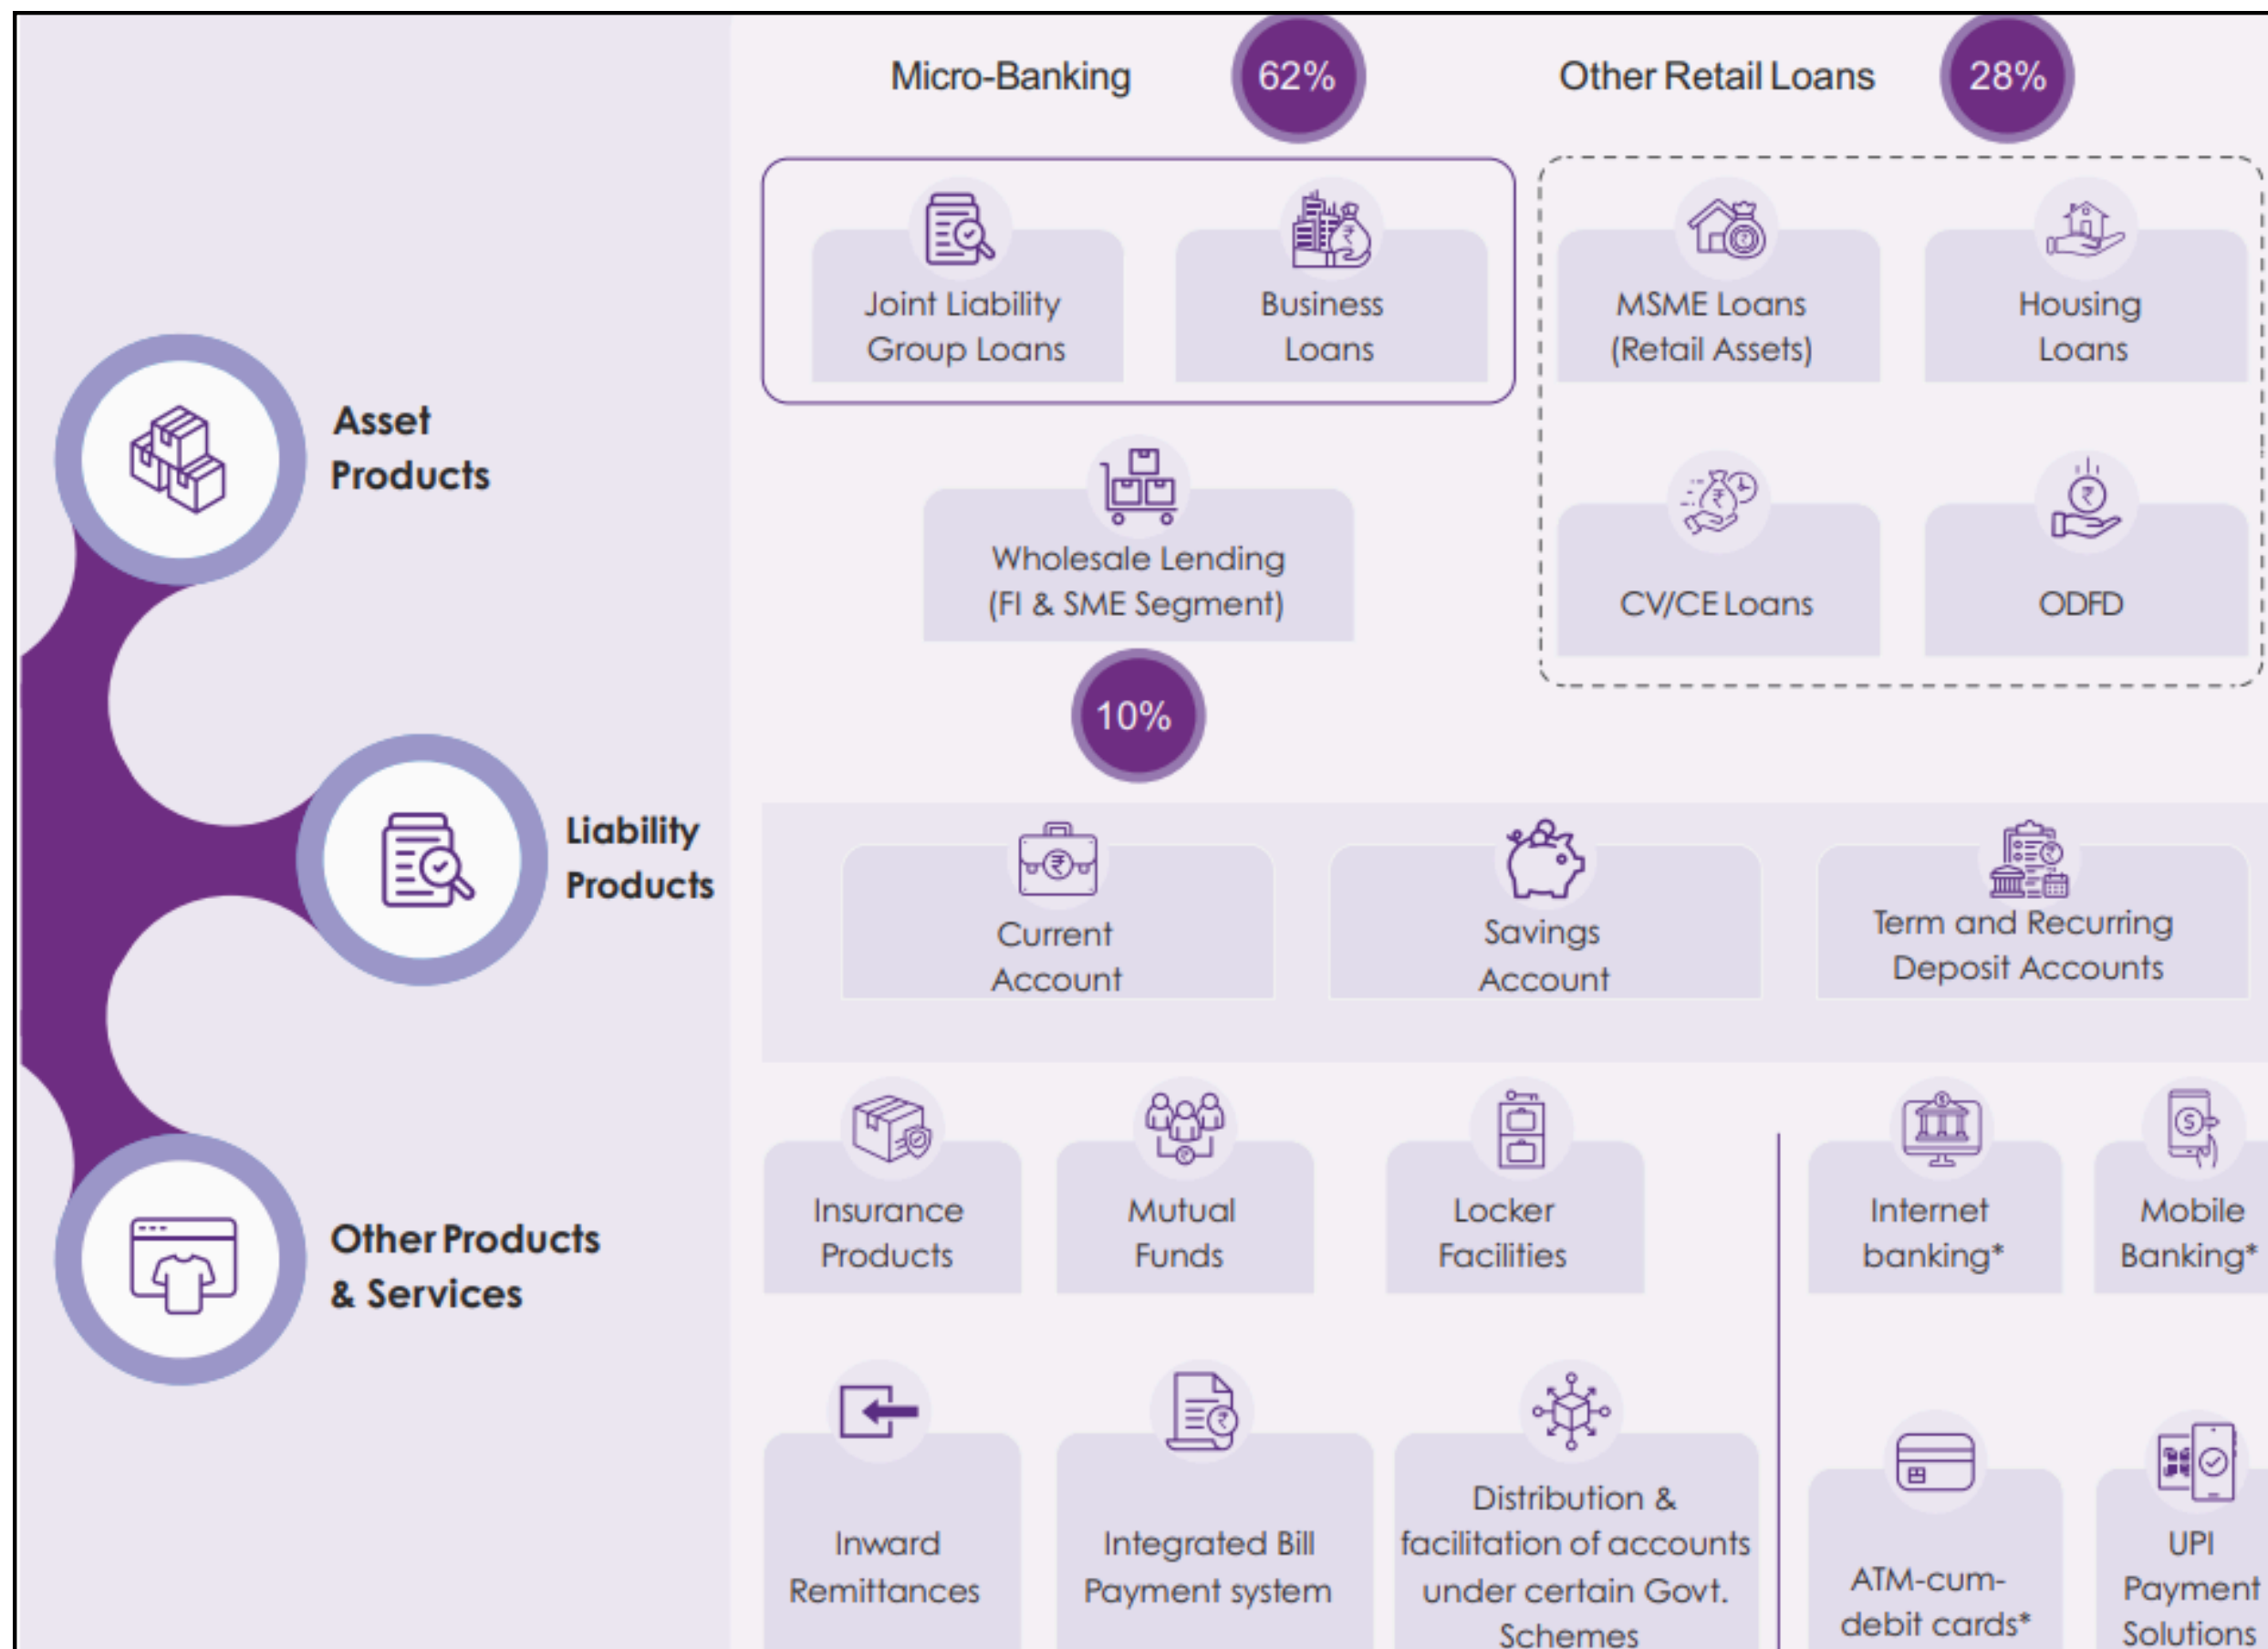 Micro-Banking 62% Other Retail Loans 28%
Joint Liability
Group Loans
Business
Loans
MSME Loans
(Retail Assets)
Housing
Loans
Asset
Products
Wholesale Lending
(FI & SME Segment)
10%
CV/CE Loans
ODFD
Liability
Products
Current
Account
Savings
Account
Term and Recurring
Deposit Accounts
Other Products
& Services
Insurance
Products
Mutual
Funds
Locker
Facilities
Internet
banking*
Mobile
Banking*
Inward
Remittances
Integrated Bill
Payment system
Distribution &
facilitation of accounts
under certain Govt.
Schemes
ATM-cum-
debit cards*
UPI
Payment
Solutions